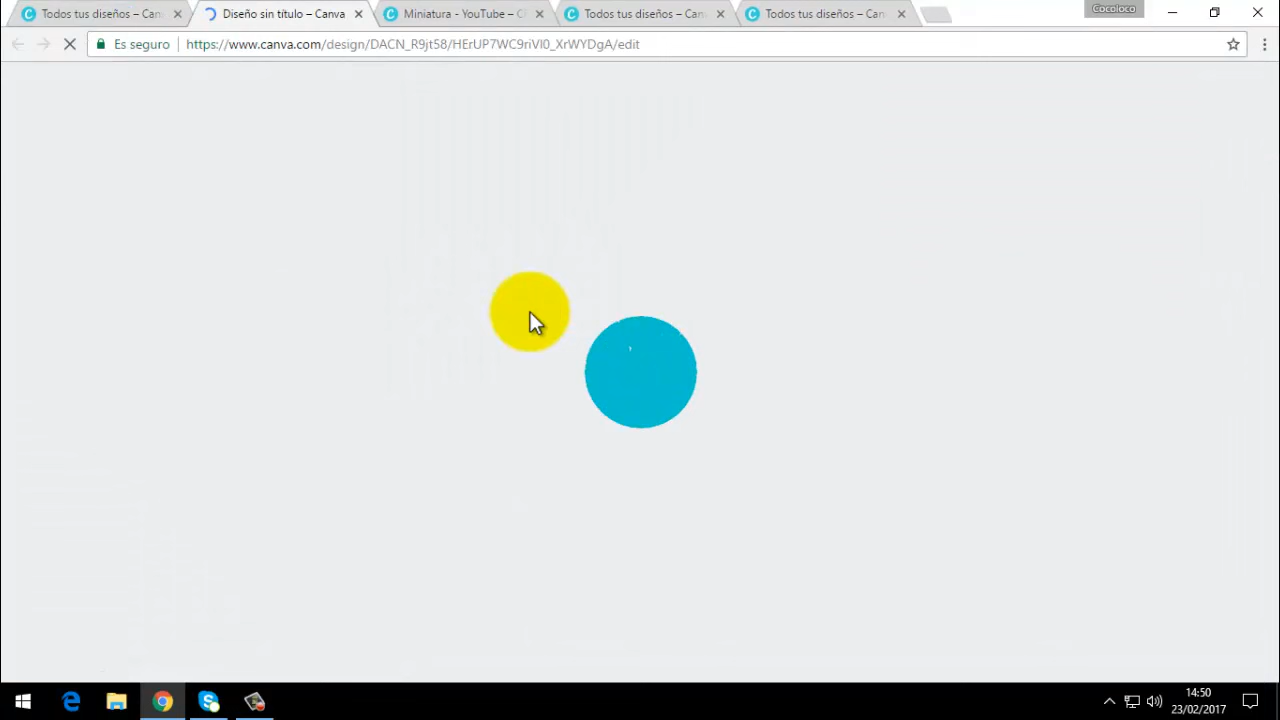 Todos tus diseños – Can
Diseño sin título – Canva
Miniatura - YouTube – C
Todos tus diseños – Can
Todos tus diseños – Can
Cocoloco
Es seguro
https://www.canva.com/design/DACN_R9jt58/HErUP7WC9riVl0_XrWYDgA/edit
14:50
23/02/2017